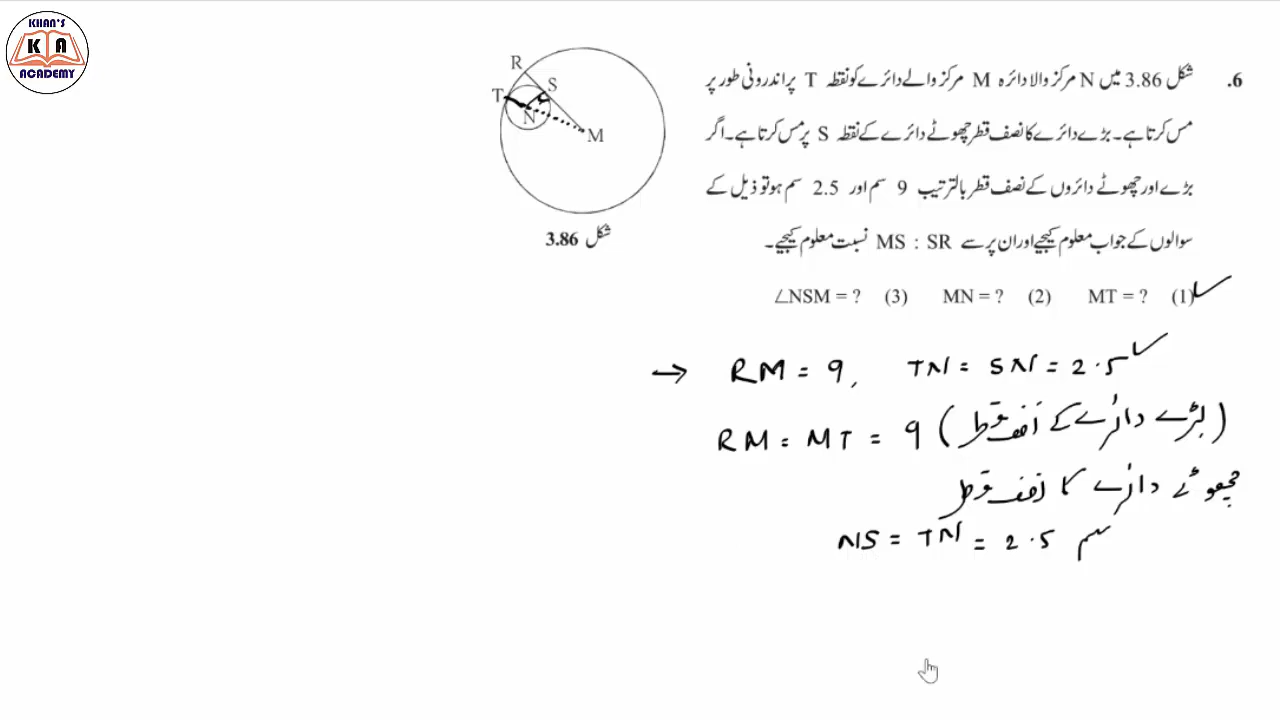 KHAN'S
K A
ACADEMY
R
S
T
N
M
شکل 3.86
6. شکل 3.86 میں N مرکز والا دائرہ M مرکز والے دائرے کو نقطہ T پر اندرونی طور پر
مس کرتا ہے۔ بڑے دائرے کا نصف قطر چھوٹے دائرے کے نقطہ S پر مس کرتا ہے۔ اگر
بڑے اور چھوٹے دائروں کے نصف قطر بالترتیب 9 سم اور 2.5 سم ہو تو ذیل کے
سوالوں کے جواب معلوم کیجیے اور ان پر سے MS : SR نسبت معلوم کیجیے۔
(1) MT = ? (2) MN = ? (3) ∠NSM = ?
→ RM = 9, TN = SN = 2.5
RM = MT = 9 (بڑے دائرے کے نصف قطر)
چھوٹے دائرے کا نصف قطر
NS = TN = 2.5 سم